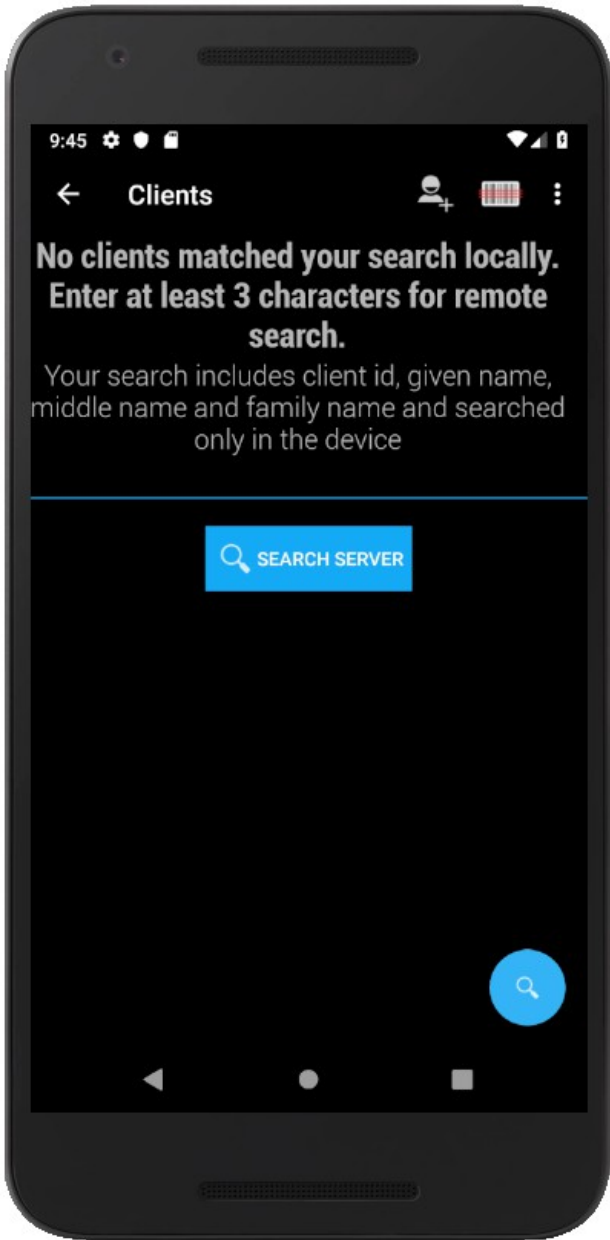 9:45
Clients
No clients matched your search locally.
Enter at least 3 characters for remote
search.
Your search includes client id, given name,
middle name and family name and searched
only in the device
SEARCH SERVER